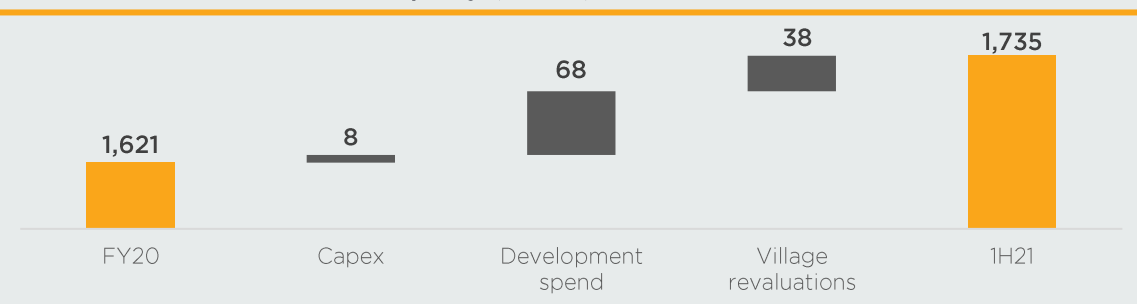 38
1,735
68
8
1,621
FY20
Capex
Development
spend
Village
revaluations
1H21